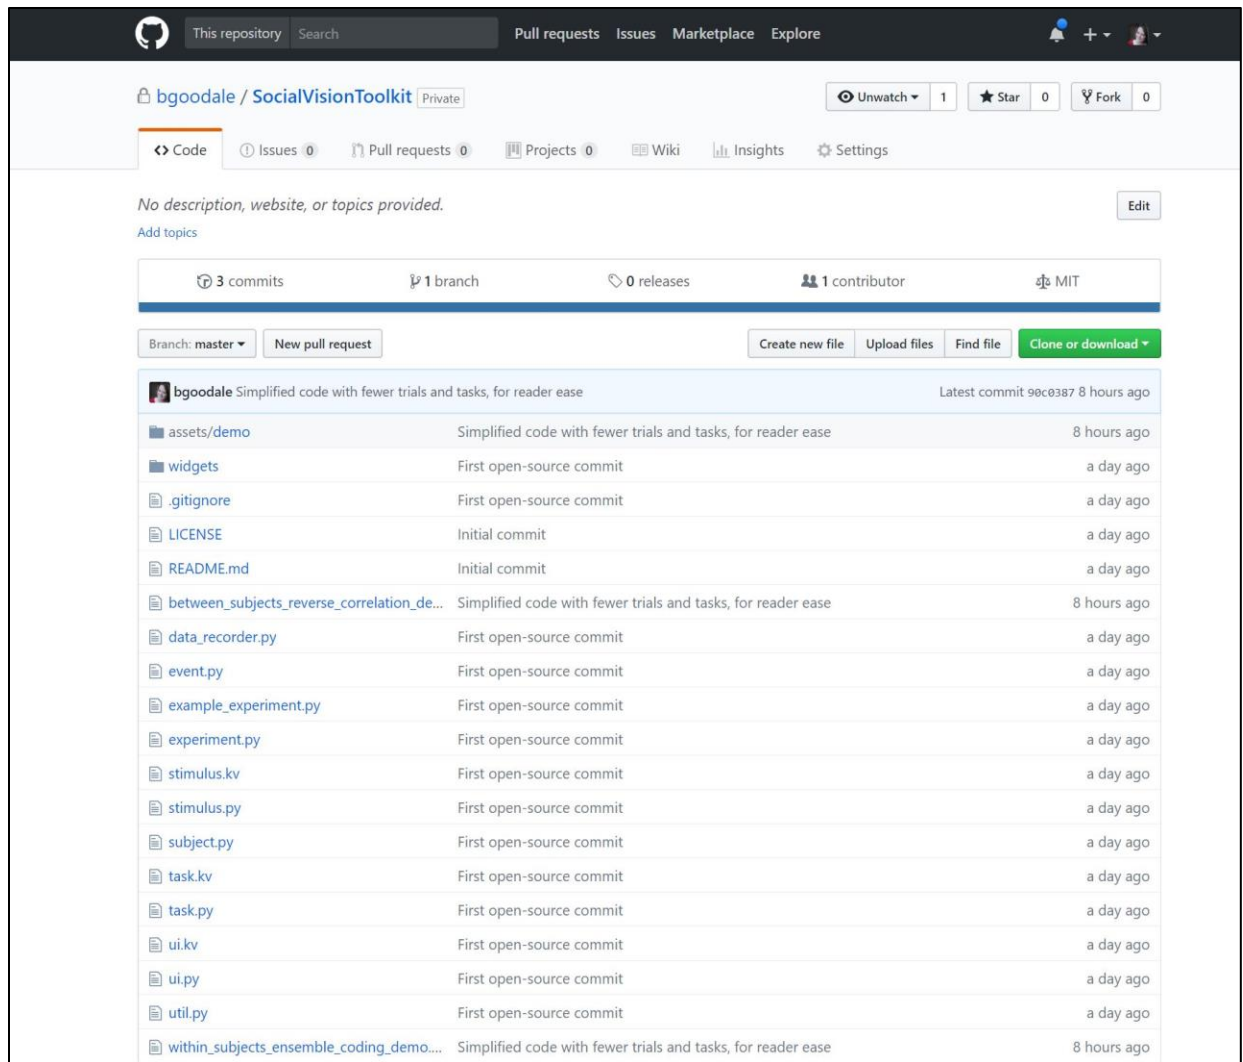 This repository Search Pull requests Issues Marketplace Explore
bgoodale / SocialVisionToolkit Private Unwatch 1 Star 0 Fork 0
Code Issues 0 Pull requests 0 Projects 0 Wiki Insights Settings
No description, website, or topics provided. Edit
Add topics
3 commits 1 branch 0 releases 1 contributor MIT
Branch: master New pull request Create new file Upload files Find file Clone or download
bgoodale Simplified code with fewer trials and tasks, for reader ease Latest commit 90c0387 8 hours ago
assets/demo Simplified code with fewer trials and tasks, for reader ease 8 hours ago
widgets First open-source commit a day ago
.gitignore First open-source commit a day ago
LICENSE Initial commit a day ago
README.md Initial commit a day ago
between_subjects_reverse_correlation_de... Simplified code with fewer trials and tasks, for reader ease 8 hours ago
data_recorder.py First open-source commit a day ago
event.py First open-source commit a day ago
example_experiment.py First open-source commit a day ago
experiment.py First open-source commit a day ago
stimulus.kv First open-source commit a day ago
stimulus.py First open-source commit a day ago
subject.py First open-source commit a day ago
task.kv First open-source commit a day ago
task.py First open-source commit a day ago
ui.kv First open-source commit a day ago
ui.py First open-source commit a day ago
util.py First open-source commit a day ago
within_subjects_ensemble_coding_demo.... Simplified code with fewer trials and tasks, for reader ease 8 hours ago